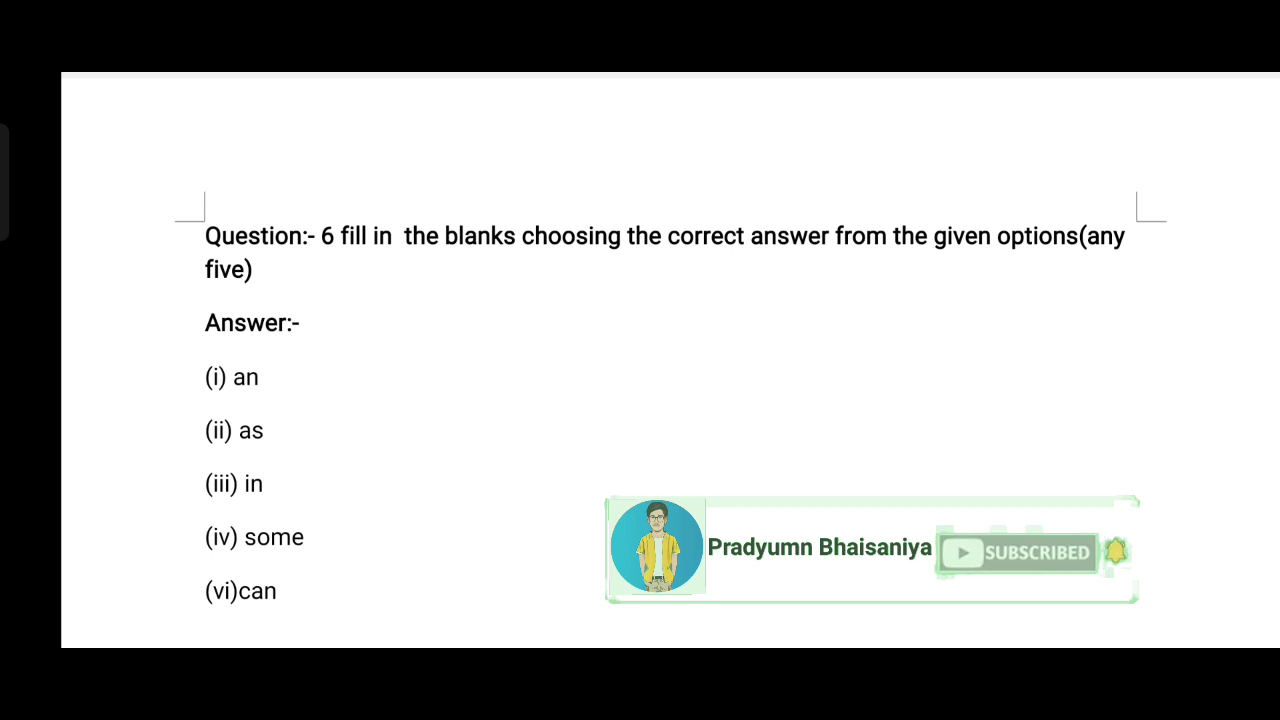 Question:- 6 fill in  the blanks choosing the correct answer from the given options(any
five)
Answer:-
(i) an
(ii) as
(iii) in
(iv) some
(vi)can
Pradyumn Bhaisaniya
SUBSCRIBED